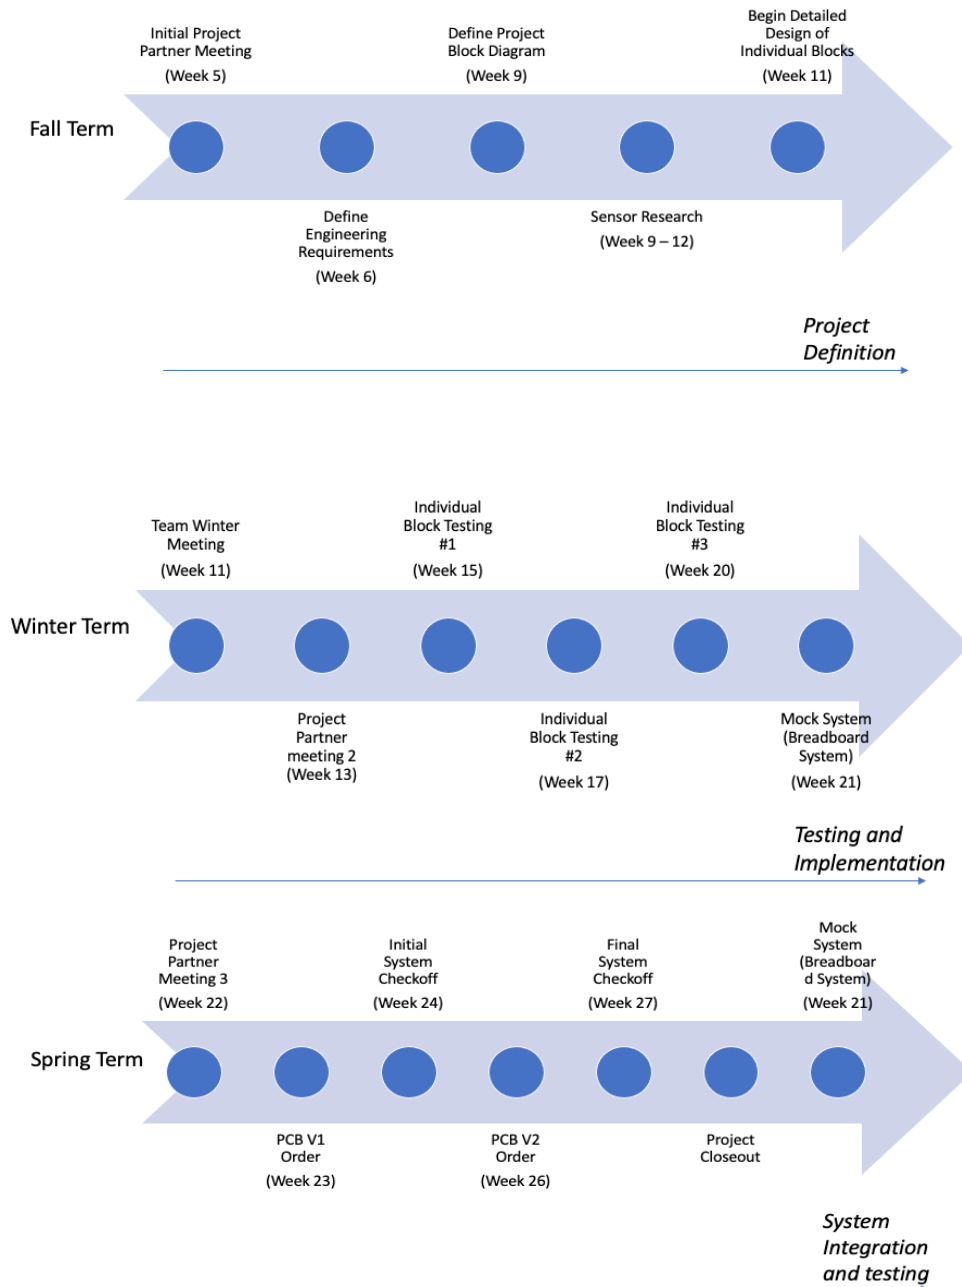 Initial Project
Partner Meeting
(Week 5)
Define Project
Block Diagram
(Week 9)
Begin Detailed
Design of
Individual Blocks
(Week 11)
Fall Term
Define
Engineering
Requirements
(Week 6)
Sensor Research
(Week 9 – 12)
Project
Definition
Team Winter
Meeting
(Week 11)
Individual
Block Testing
#1
(Week 15)
Individual
Block Testing
#3
(Week 20)
Winter Term
Project
Partner
meeting 2
(Week 13)
Individual
Block Testing
#2
(Week 17)
Mock System
(Breadboard
System)
(Week 21)
Testing and
Implementation
Project
Partner
Meeting 3
(Week 22)
Initial
System
Checkoff
(Week 24)
Final
System
Checkoff
(Week 27)
Mock
System
(Breadboar
d System)
(Week 21)
Spring Term
PCB V1
Order
(Week 23)
PCB V2
Order
(Week 26)
Project
Closeout
System
Integration
and testing